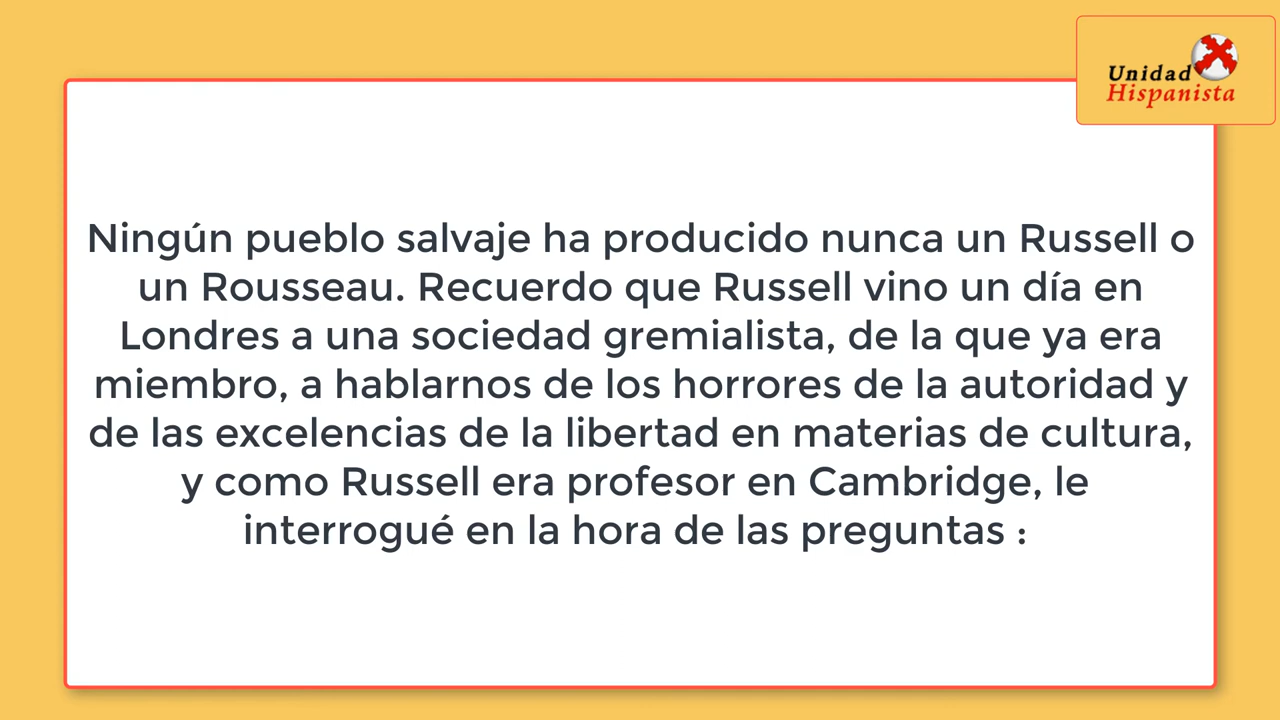 Unidad
Hispanista
Ningún pueblo salvaje ha producido nunca un Russell o
un Rousseau. Recuerdo que Russell vino un día en
Londres a una sociedad gremialista, de la que ya era
miembro, a hablarnos de los horrores de la autoridad y
de las excelencias de la libertad en materias de cultura,
y como Russell era profesor en Cambridge, le
interrogué en la hora de las preguntas :